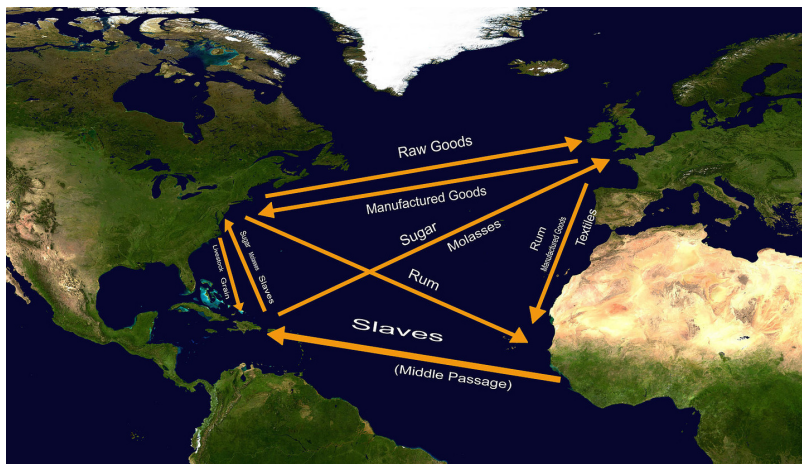 Raw Goods
Manufactured Goods
Sugar
Molasses
Rum
Manufactured Goods
Textiles
Livestock
Grain
Sugar
Slaves
Rum
Slaves
(Middle Passage)